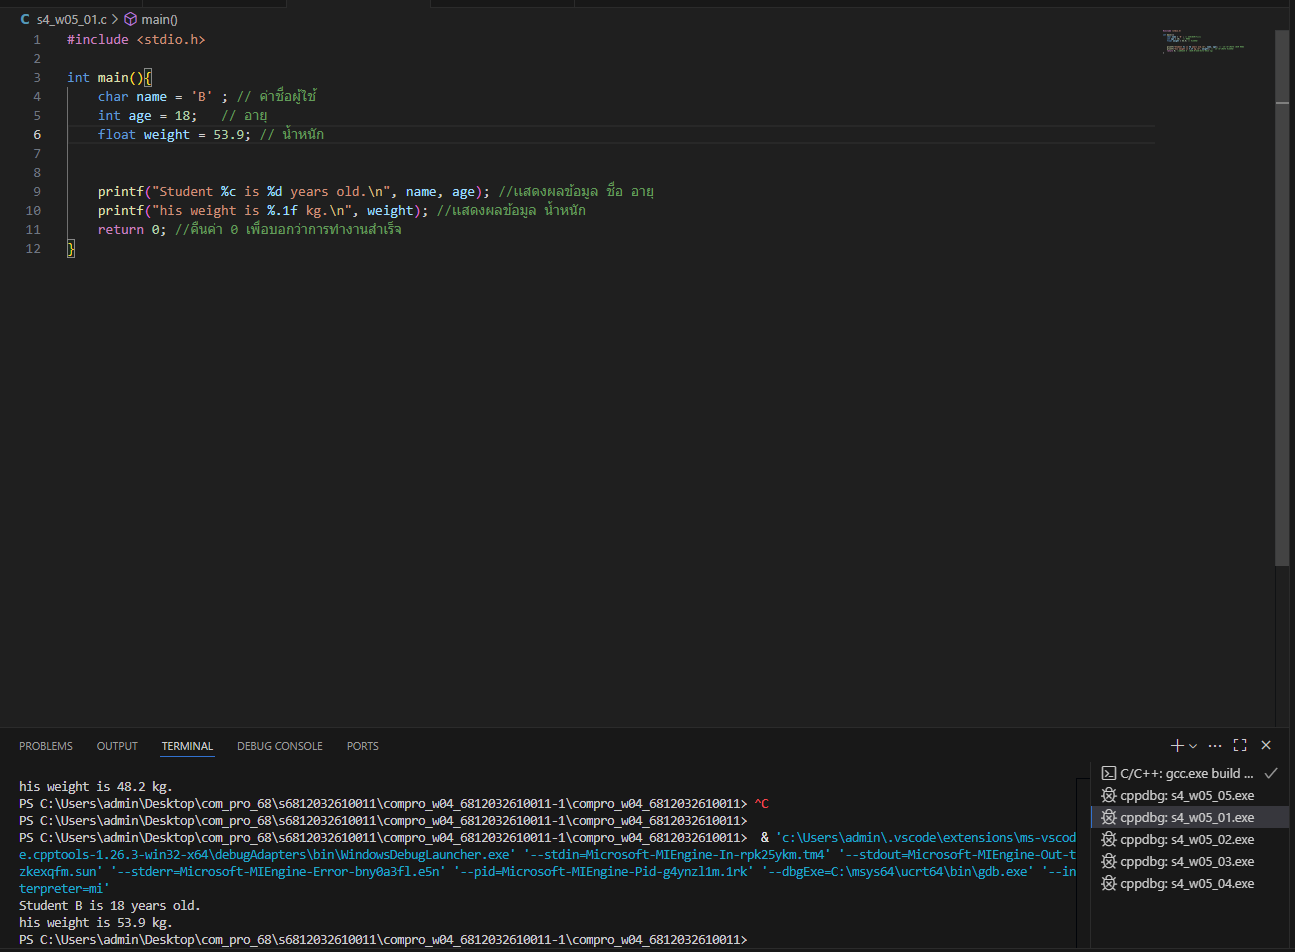 C s4_w05_01.c > main()
1 #include <stdio.h>
2
3 int main(){
4 char name = 'B' ; // ค่าชื่อผู้ใช้
5 int age = 18; // อายุ
6 float weight = 53.9; // น้ำหนัก
7
8
9 printf("Student %c is %d years old.\n", name, age); //แสดงผลข้อมูล ชื่อ อายุ
10 printf("his weight is %.1f kg.\n", weight); //แสดงผลข้อมูล น้ำหนัก
11 return 0; //คืนค่า 0 เพื่อบอกว่าการทำงานสำเร็จ
12 }
PROBLEMS OUTPUT TERMINAL DEBUG CONSOLE PORTS
his weight is 48.2 kg.
PS C:\Users\admin\Desktop\com_pro_68\s6812032610011\compro_w04_6812032610011-1\compro_w04_6812032610011> ^C
PS C:\Users\admin\Desktop\com_pro_68\s6812032610011\compro_w04_6812032610011-1\compro_w04_6812032610011>
PS C:\Users\admin\Desktop\com_pro_68\s6812032610011\compro_w04_6812032610011-1\compro_w04_6812032610011> & 'c:\Users\admin\.vscode\extensions\ms-vscod
e.cpptools-1.26.3-win32-x64\debugAdapters\bin\WindowsDebugLauncher.exe' '--stdin=Microsoft-MIEngine-In-rpk25ykm.tm4' '--stdout=Microsoft-MIEngine-Out-t
zkexqfm.sun' '--stderr=Microsoft-MIEngine-Error-bny0a3fl.e5n' '--pid=Microsoft-MIEngine-Pid-g4ynzl1m.1rk' '--dbgExe=C:\msys64\ucrt64\bin\gdb.exe' '--in
terpreter=mi'
Student B is 18 years old.
his weight is 53.9 kg.
PS C:\Users\admin\Desktop\com_pro_68\s6812032610011\compro_w04_6812032610011-1\compro_w04_6812032610011>
C/C++: gcc.exe build ...
cppdbg: s4_w05_05.exe
cppdbg: s4_w05_01.exe
cppdbg: s4_w05_02.exe
cppdbg: s4_w05_03.exe
cppdbg: s4_w05_04.exe